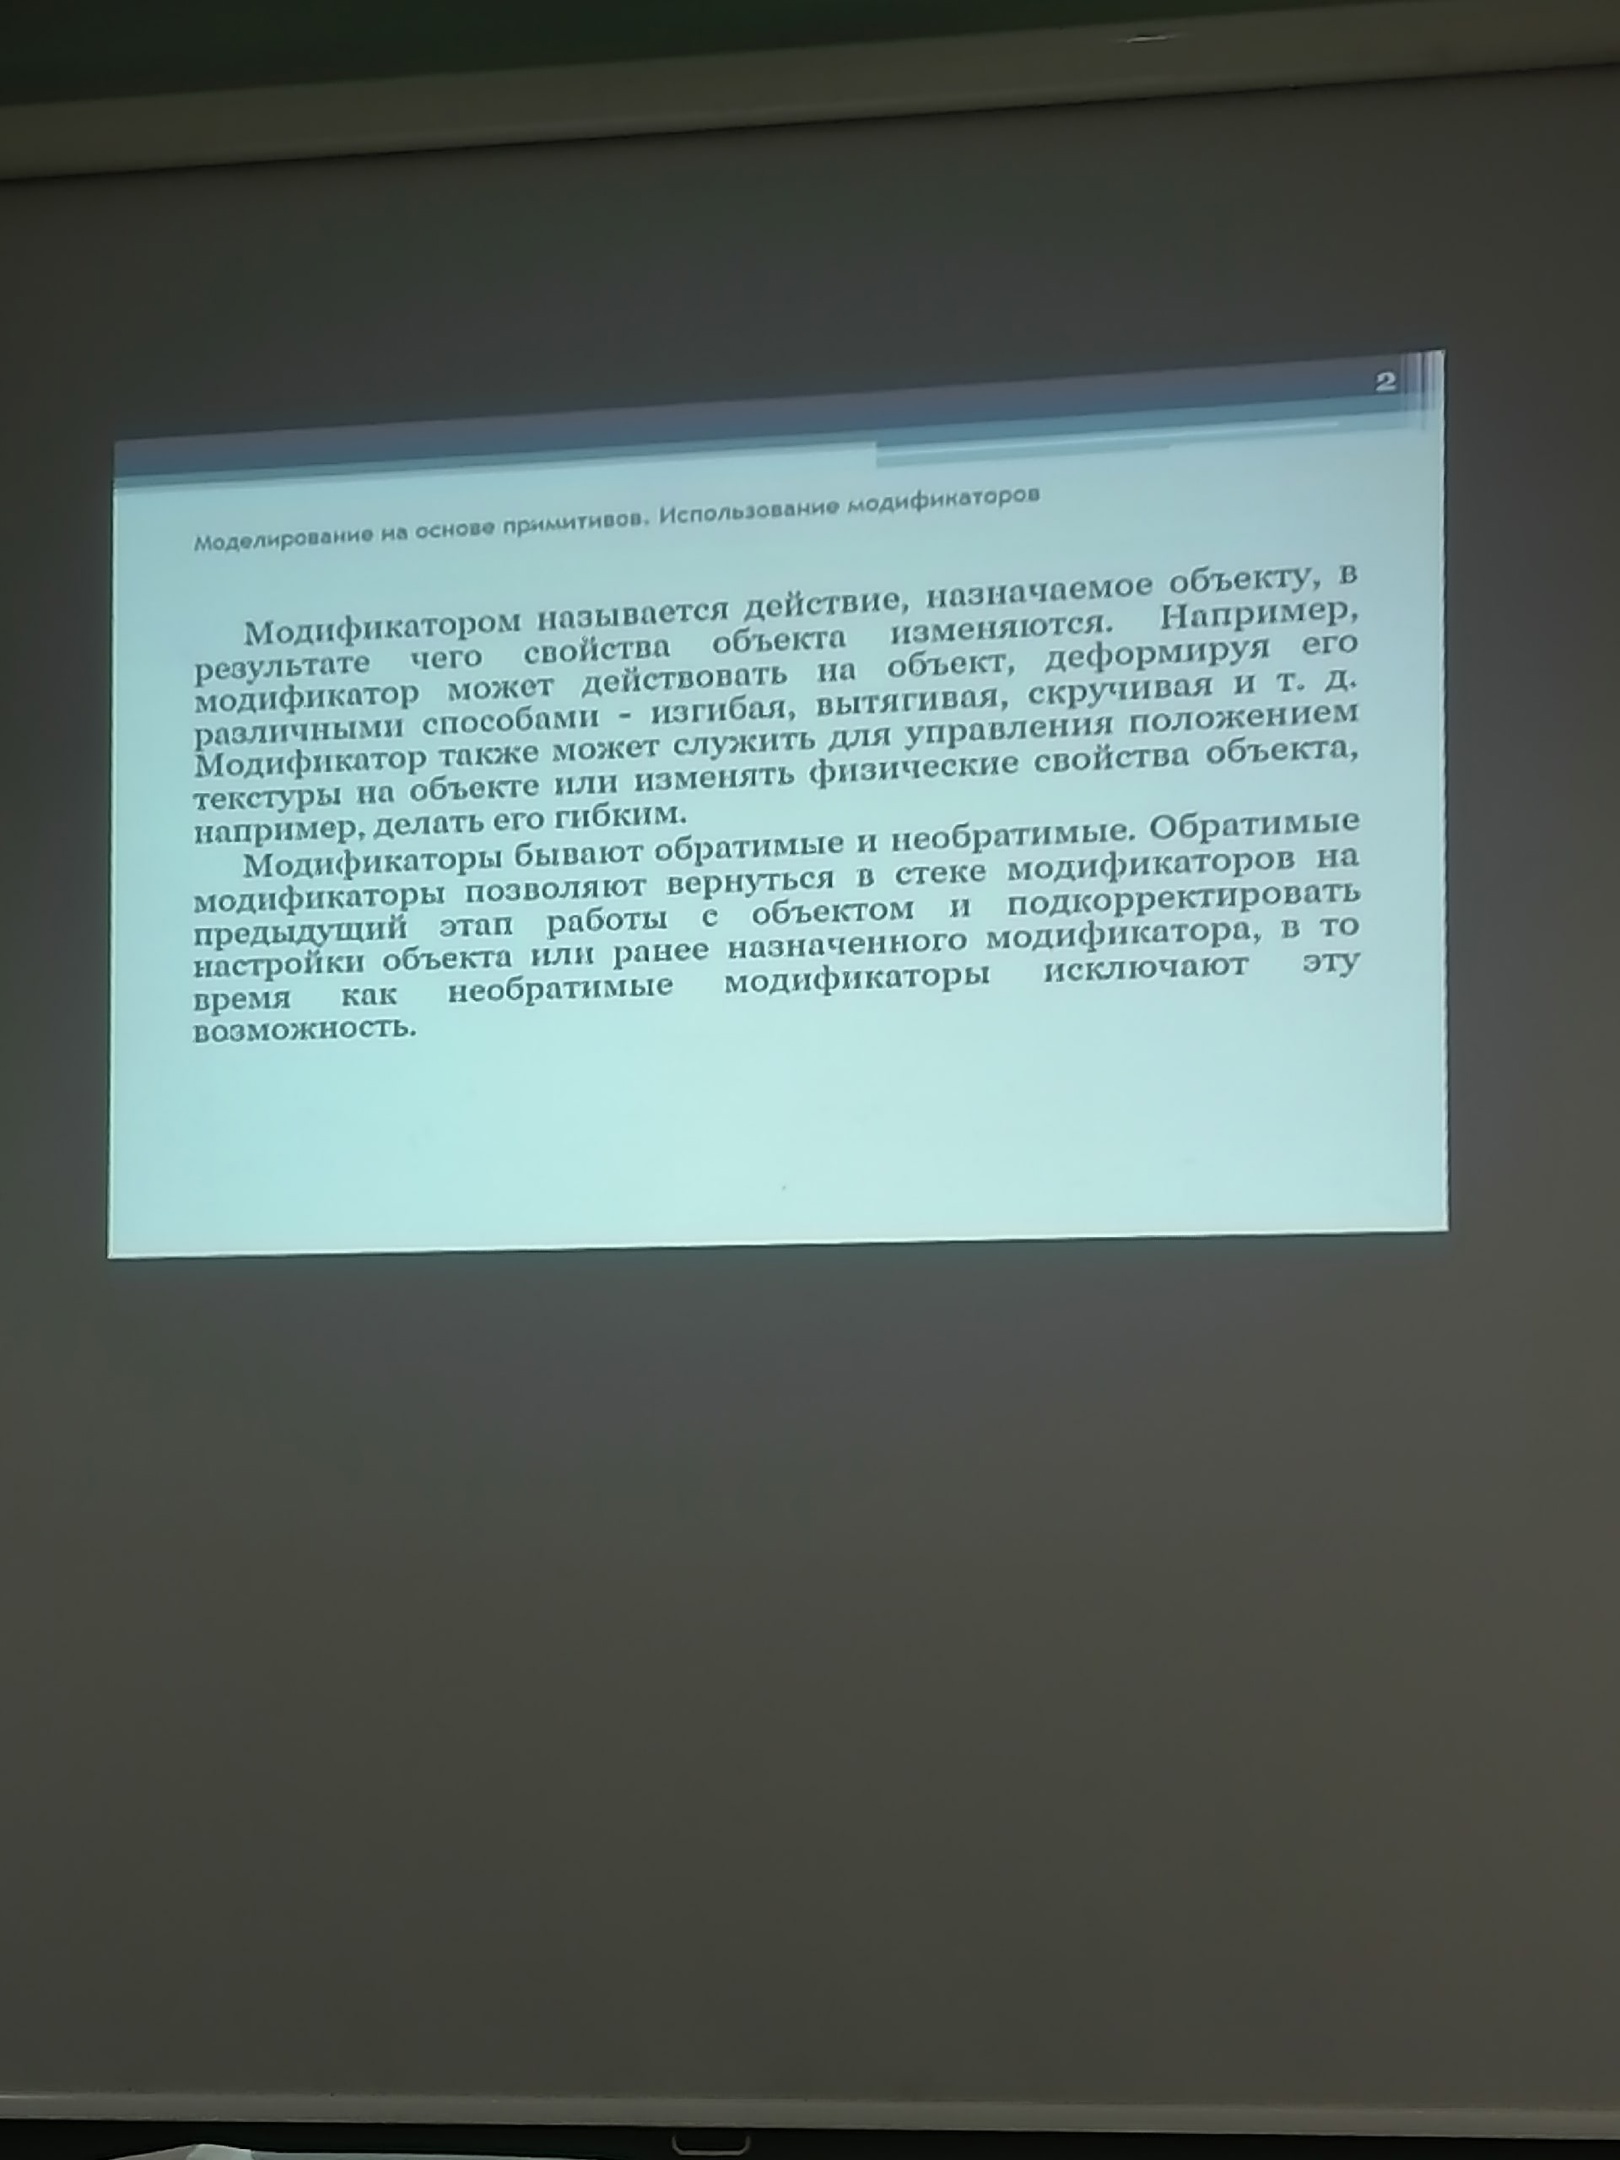 2
Моделирование на основе примитивов. Использование модификаторов
Модификатором называется действие, назначаемое объекту, в
результате чего свойства объекта изменяются. Например,
модификатор может действовать на объект, деформируя его
различными способами - изгибая, вытягивая, скручивая и т. д.
Модификатор также может служить для управления положением
текстуры на объекте или изменять физические свойства объекта,
например, делать его гибким.
Модификаторы бывают обратимые и необратимые. Обратимые
модификаторы позволяют вернуться в стеке модификаторов на
предыдущий этап работы с объектом и подкорректировать
настройки объекта или ранее назначенного модификатора, в то
время как необратимые модификаторы исключают эту
возможность.